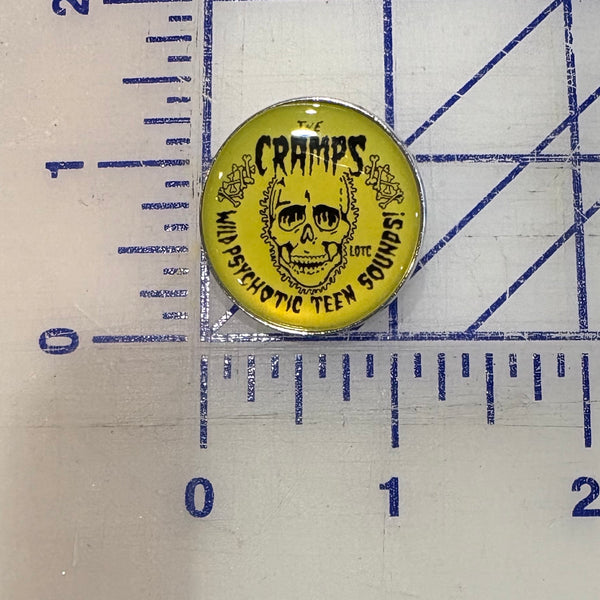 THE
CRAMPS
WILD PSYCHOTIC TEEN SOUNDS!
LOTC
2
1
0
0
1
2